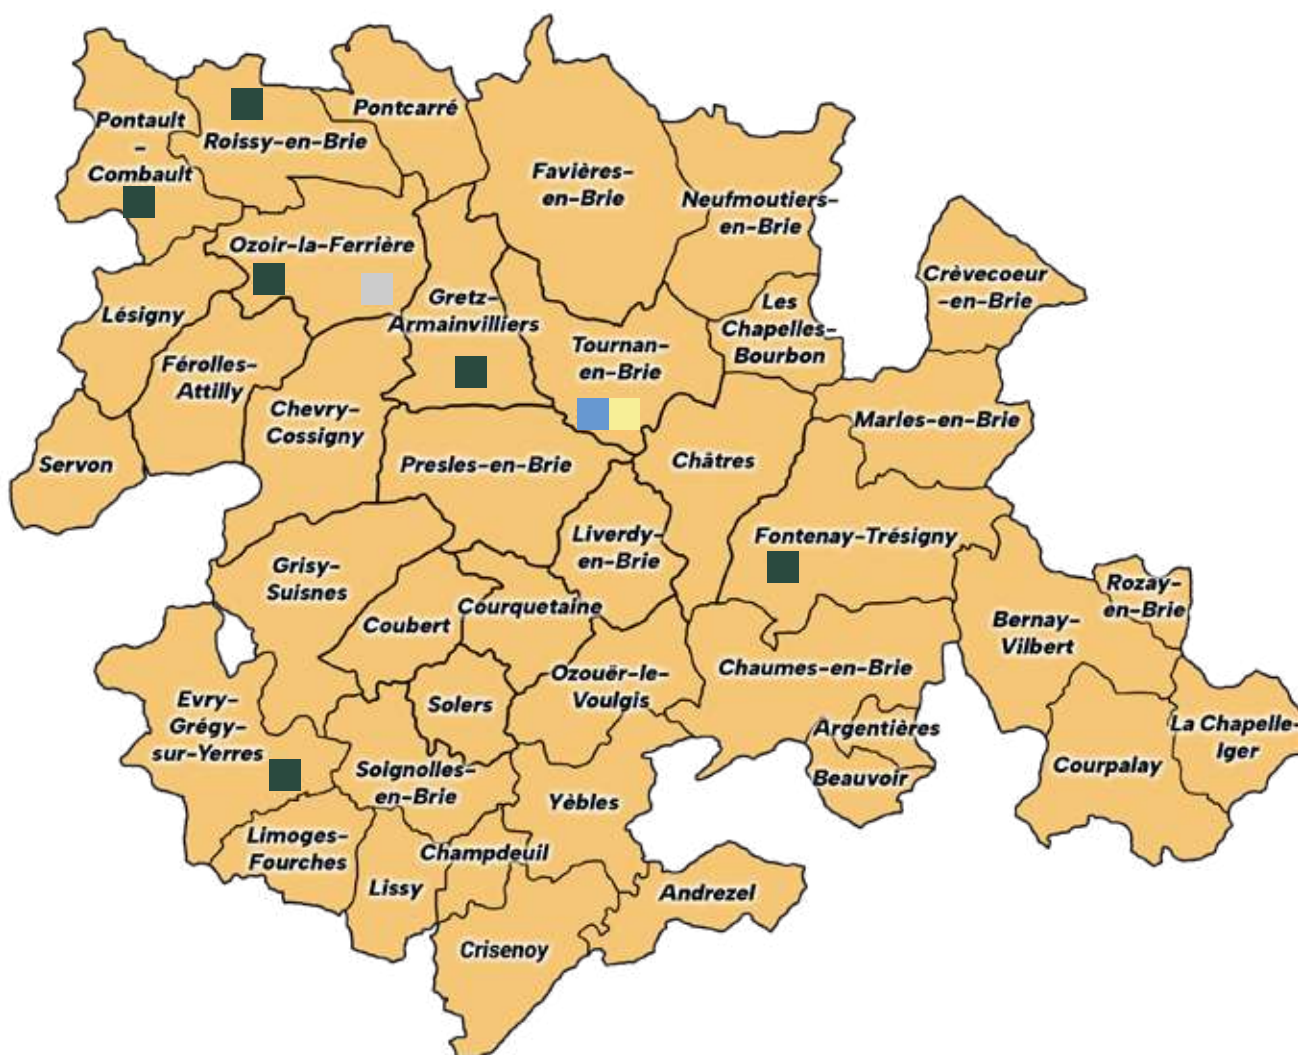 Pontault
-
Combault
Roissy-en-Brie
Pontcarré
Favières-
en-Brie
Neufmoutiers-
en-Brie
Crèvecoeur
-en-Brie
Ozoir-la-Ferrière
Lésigny
Gretz-
Armainvilliers
Les
Chapelles-
Bourbon
Tournan-
en-Brie
Férolles-
Attilly
Chevry-
Cossigny
Marles-en-Brie
Servon
Presles-en-Brie
Châtres
Liverdy-
en-Brie
Fontenay-Trésigny
Grisy-
Suisnes
Rozay-
en-Brie
Courquetaine
Coubert
Bernay-
Vilbert
Chaumes-en-Brie
Ozouër-le-
Voulgis
Evry-
Grégy-
sur-Yerres
Solers
Argentières
La Chapelle-
Iger
Courpalay
Beauvoir
Soignolles-
en-Brie
Yèbles
Limoges-
Fourches
Champdeuil
Lissy
Andrezel
Crisenoy